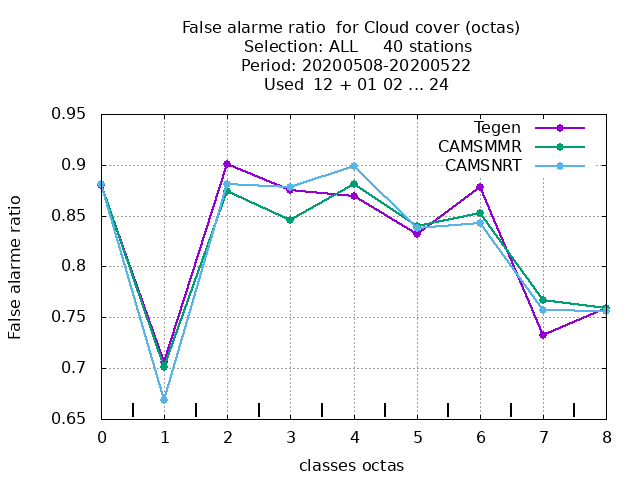 False alarme ratio  for Cloud cover (octas)
Selection: ALL     40 stations
Period: 20200508-20200522
Used  12 + 01 02 ... 24
Tegen
CAMSMMR
CAMSNRT
0.95
0.9
0.85
0.8
0.75
0.7
0.65
False alarme ratio
0 1 2 3 4 5 6 7 8
classes octas